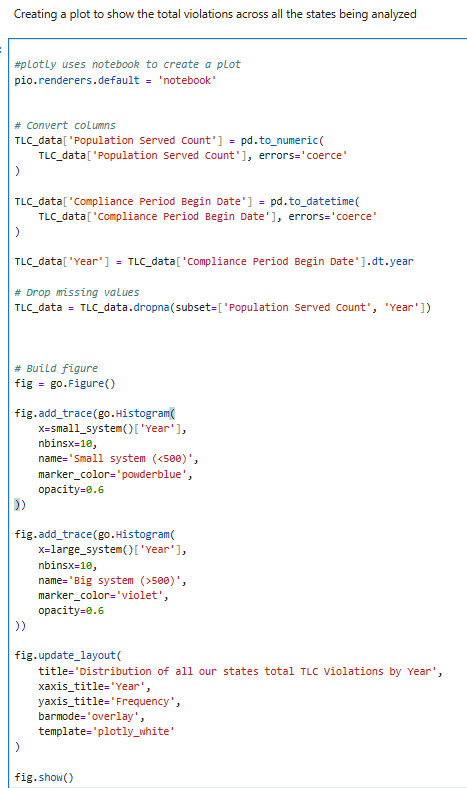 Creating a plot to show the total violations across all the states being analyzed
#plotly uses notebook to create a plot
pio.renderers.default = 'notebook'
# Convert columns
TLC_data['Population Served Count'] = pd.to_numeric(
    TLC_data['Population Served Count'], errors='coerce'
)
TLC_data['Compliance Period Begin Date'] = pd.to_datetime(
    TLC_data['Compliance Period Begin Date'], errors='coerce'
)
TLC_data['Year'] = TLC_data['Compliance Period Begin Date'].dt.year
# Drop missing values
TLC_data = TLC_data.dropna(subset=['Population Served Count', 'Year'])
# Build figure
fig = go.Figure()
fig.add_trace(go.Histogram(
    x=small_system()['Year'],
    nbinsx=10,
    name='Small system (<500)',
    marker_color='powderblue',
    opacity=0.6
))
fig.add_trace(go.Histogram(
    x=large_system()['Year'],
    nbinsx=10,
    name='Big system (>500)',
    marker_color='violet',
    opacity=0.6
))
fig.update_layout(
    title='Distribution of all our states total TLC Violations by Year',
    xaxis_title='Year',
    yaxis_title='Frequency',
    barmode='overlay',
    template='plotly_white'
)
fig.show()